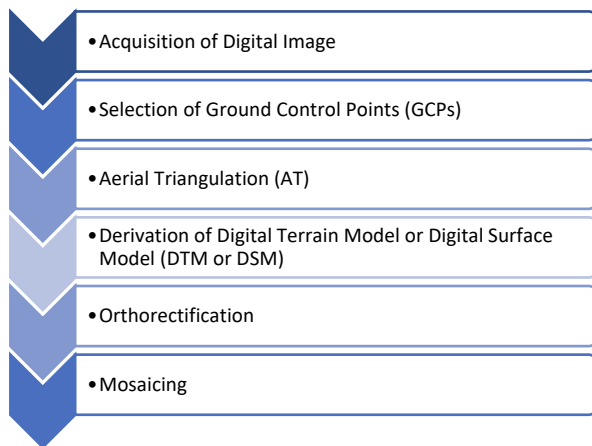 •Acquisition of Digital Image
•Selection of Ground Control Points (GCPs)
•Aerial Triangulation (AT)
•Derivation of Digital Terrain Model or Digital Surface
Model (DTM or DSM)
•Orthorectification
•Mosaicing